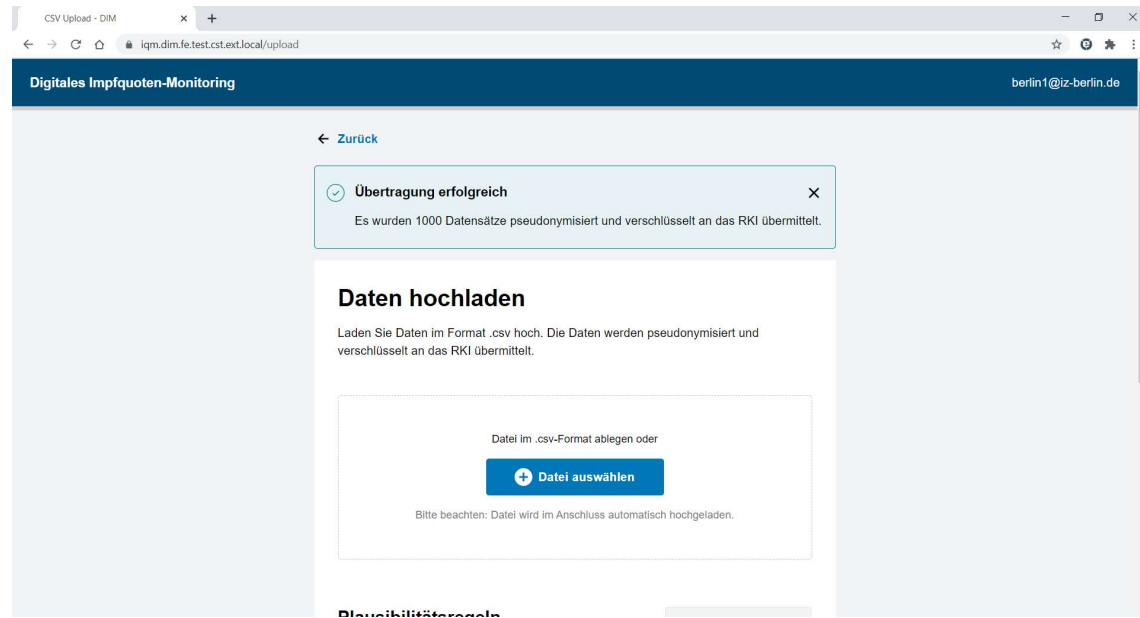 CSV Upload - DIM
iqm.dim.fe.test.cst.ext.local/upload
Digitales Impfquoten-Monitoring
berlin1@iz-berlin.de
Zurück
Übertragung erfolgreich
Es wurden 1000 Datensätze pseudonymisiert und verschlüsselt an das RKI übermittelt.
Daten hochladen
Laden Sie Daten im Format .csv hoch. Die Daten werden pseudonymisiert und
verschlüsselt an das RKI übermittelt.
Datei im .csv-Format ablegen oder
Datei auswählen
Bitte beachten: Datei wird im Anschluss automatisch hochgeladen.
Plausibilitätsregeln